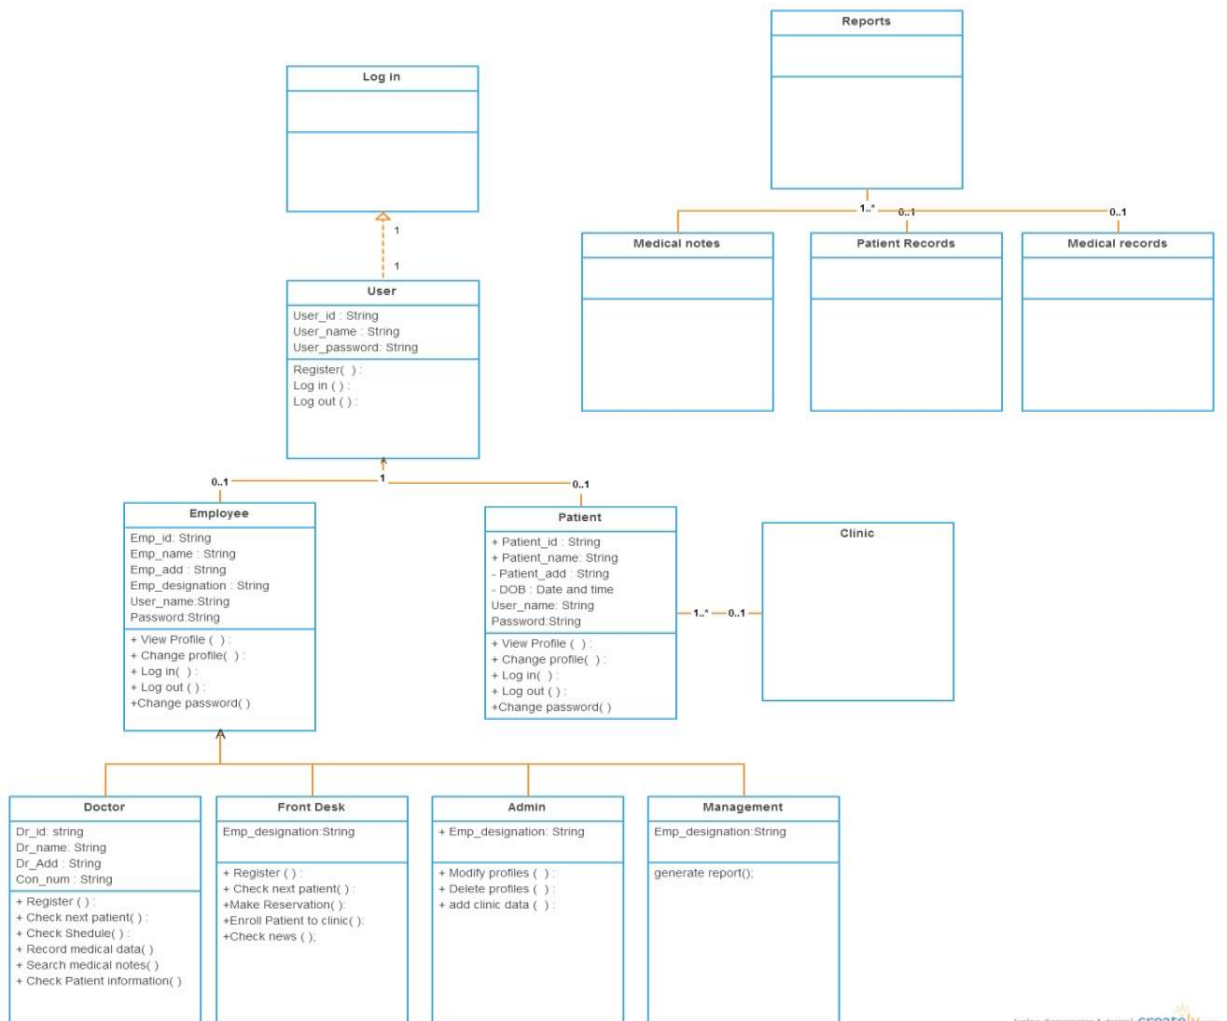 Reports
Log in
1..*
0..1
0..1
1
1
Medical notes
Patient Records
Medical records
User
User_id : String
User_name : String
User_password: String
Register( ) :
Log in ( ) :
Log out ( ) :
0..1
1
0..1
Employee
Emp_id: String
Emp_name : String
Emp_add : String
Emp_designation : String
User_name:String
Password:String
+ View Profile ( ) :
+ Change profile( ) :
+ Log in( ) :
+ Log out ( ) :
+Change password( )
Patient
+ Patient_id : String
+ Patient_name: String
- Patient_add : String
- DOB : Date and time
User_name: String
Password:String
+ View Profile ( ) :
+ Change profile( ) :
+ Log in( ) :
+ Log out ( ) :
+Change password( )
1..*
0..1
Clinic
Doctor
Dr_id: string
Dr_name: String
Dr_Add : String
Con_num : String
+ Register ( ) :
+ Check next patient( ) :
+ Check Shedule( ) :
+ Record medical data( )
+ Search medical notes( )
+ Check Patient information( )
Front Desk
Emp_designation:String
+ Register ( ) :
+ Check next patient( ) :
+Make Reservation( ):
+Enroll Patient to clinic( ):
+Check news ( );
Admin
+ Emp_designation: String
+ Modify profiles ( ) :
+ Delete profiles ( ) :
+ add clinic data ( ) :
Management
Emp_designation:String
generate report();
creately